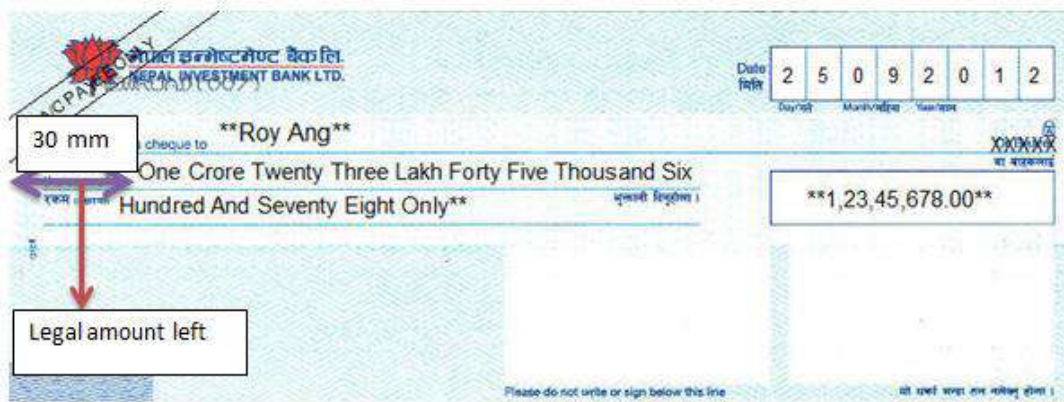 A/C PAYEE ONLY
नेपाल इन्भेष्टमेण्ट बैंक लि.
NEPAL INVESTMENT BANK LTD.
Date
मिति
2 5 0 9 2 0 1 2
30 mm
cheque to **Roy Ang**
XXXXX
वा वाहकलाई
One Crore Twenty Three Lakh Forty Five Thousand Six
रकम
Hundred And Seventy Eight Only**
**1,23,45,678.00**
Legal amount left
Please do not write or sign below this line